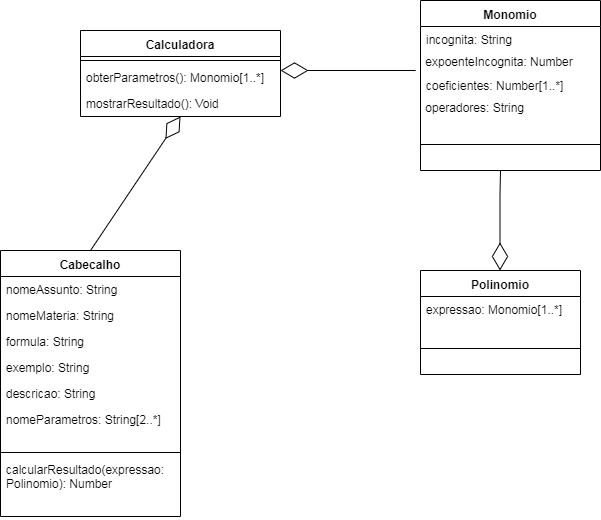 Calculadora
obterParametros(): Monomio[1..*]
mostrarResultado(): Void
Monomio
incognita: String
expoenteIncognita: Number
coeficientes: Number[1..*]
operadores: String
Cabecalho
nomeAssunto: String
nomeMateria: String
formula: String
exemplo: String
descricao: String
nomeParametros: String[2..*]
calcularResultado(expressao:
Polinomio): Number
Polinomio
expressao: Monomio[1..*]